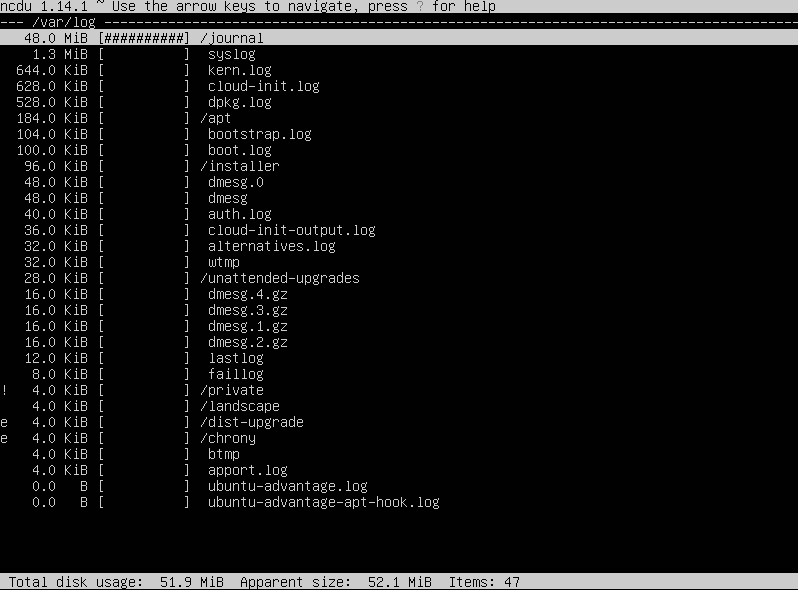 ncdu 1.14.1 ~ Use the arrow keys to navigate, press ? for help
--- /var/log ----------------------------------------------------------------------------------------
   48.0 MiB [##########] /journal
    1.3 MiB [          ]  syslog
  644.0 KiB [          ]  kern.log
  628.0 KiB [          ]  cloud-init.log
  528.0 KiB [          ]  dpkg.log
  184.0 KiB [          ] /apt
  104.0 KiB [          ]  bootstrap.log
  100.0 KiB [          ]  boot.log
   96.0 KiB [          ] /installer
   48.0 KiB [          ]  dmesg.0
   48.0 KiB [          ]  dmesg
   40.0 KiB [          ]  auth.log
   36.0 KiB [          ]  cloud-init-output.log
   32.0 KiB [          ]  alternatives.log
   32.0 KiB [          ]  wtmp
   28.0 KiB [          ] /unattended-upgrades
   16.0 KiB [          ]  dmesg.4.gz
   16.0 KiB [          ]  dmesg.3.gz
   16.0 KiB [          ]  dmesg.1.gz
   16.0 KiB [          ]  dmesg.2.gz
   12.0 KiB [          ]  lastlog
    8.0 KiB [          ]  faillog
!   4.0 KiB [          ] /private
    4.0 KiB [          ] /landscape
e   4.0 KiB [          ] /dist-upgrade
e   4.0 KiB [          ] /chrony
    4.0 KiB [          ]  btmp
    4.0 KiB [          ]  apport.log
    0.0   B [          ]  ubuntu-advantage.log
    0.0   B [          ]  ubuntu-advantage-apt-hook.log
 Total disk usage:  51.9 MiB  Apparent size:  52.1 MiB  Items: 47